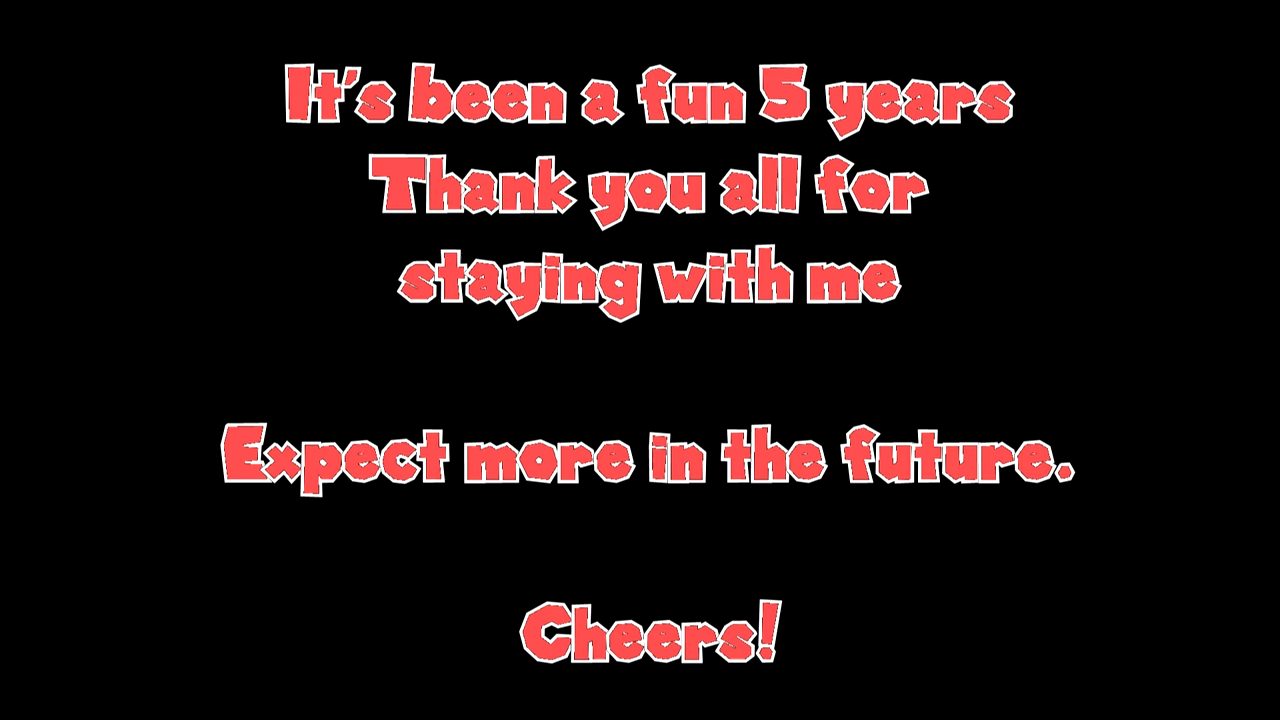 It's been a fun 5 years
Thank you all for
staying with me
Expect more in the future.
Cheers!